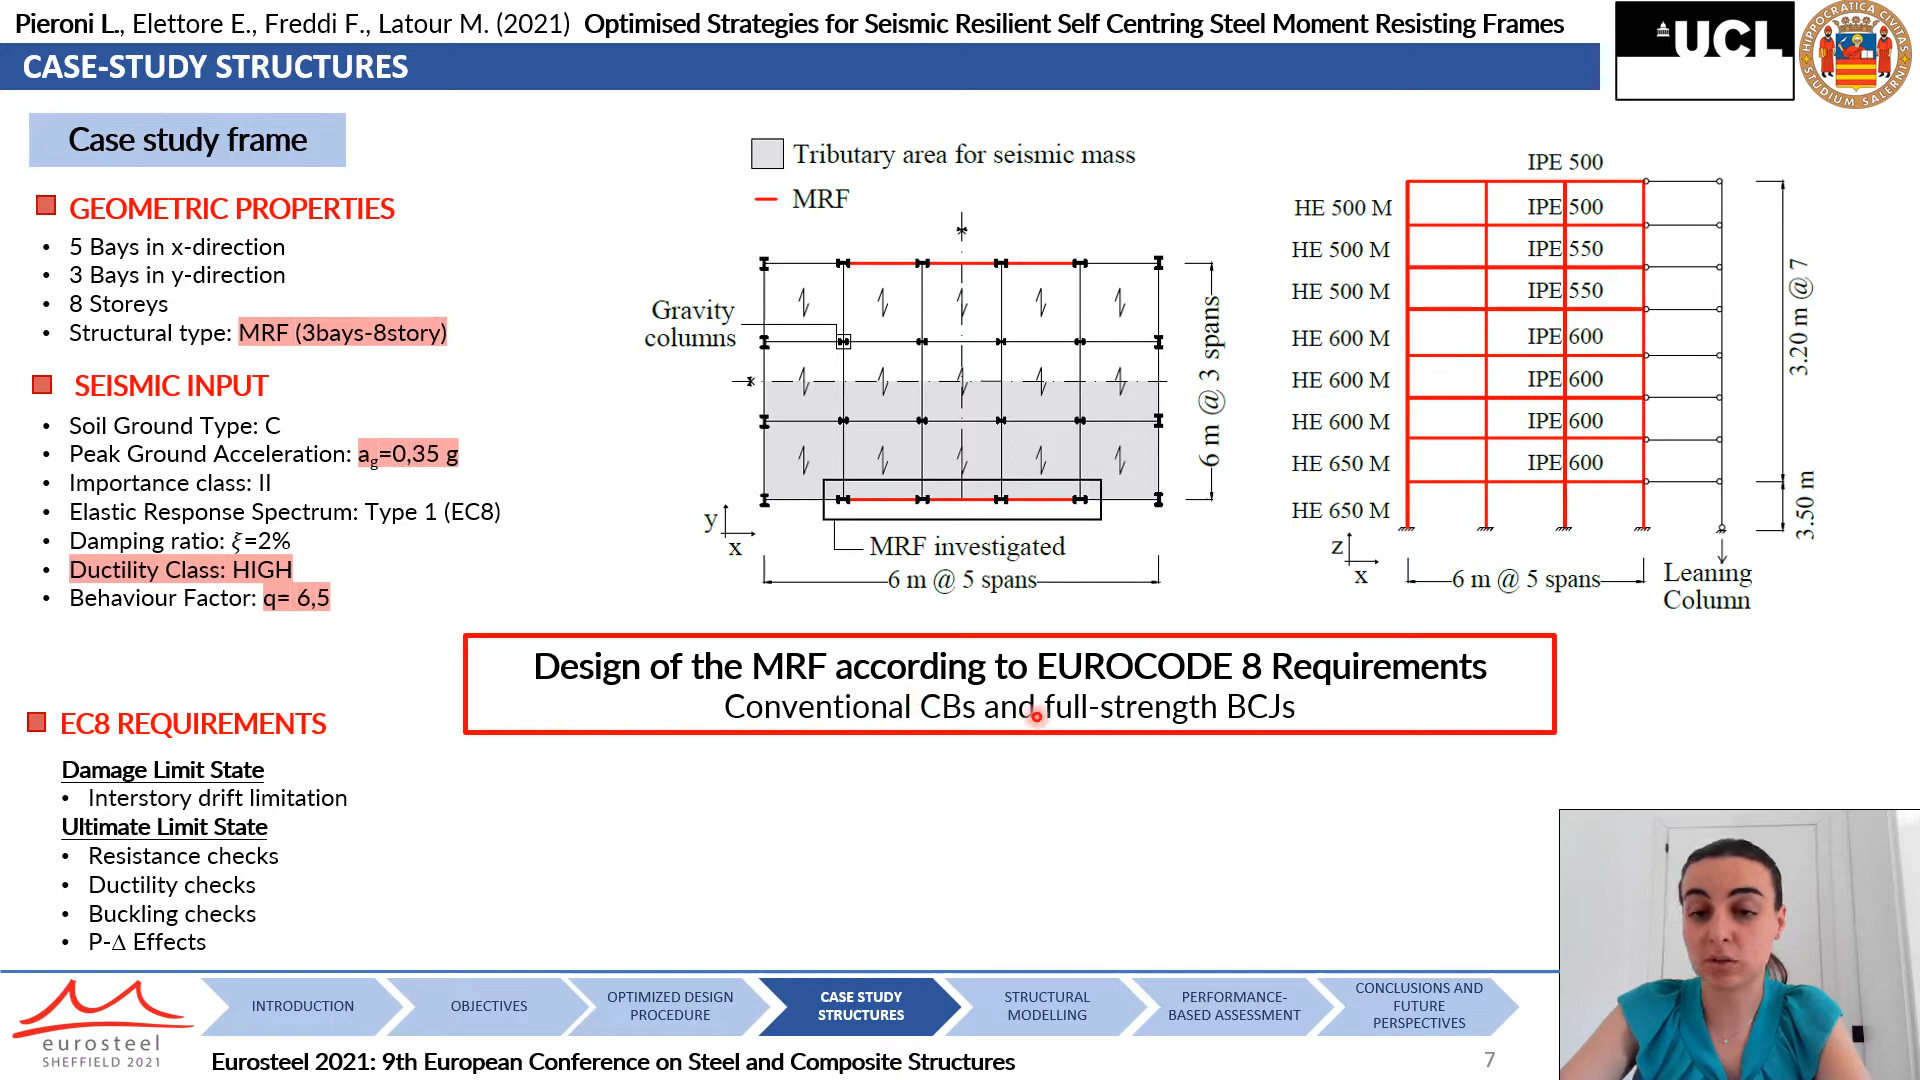 Pieroni L., Elettore E., Freddi F., Latour M. (2021) Optimised Strategies for Seismic Resilient Self Centring Steel Moment Resisting Frames
UCL
HIPPOCRATICA CIVITAS STUDIUM SALERNI
CASE-STUDY STRUCTURES
Case study frame
GEOMETRIC PROPERTIES
• 5 Bays in x-direction
• 3 Bays in y-direction
• 8 Storeys
• Structural type: MRF (3bays-8story)
SEISMIC INPUT
• Soil Ground Type: C
• Peak Ground Acceleration: ag=0,35 g
• Importance class: II
• Elastic Response Spectrum: Type 1 (EC8)
• Damping ratio: ξ=2%
• Ductility Class: HIGH
• Behaviour Factor: q= 6,5
EC8 REQUIREMENTS
Damage Limit State
• Interstory drift limitation
Ultimate Limit State
• Resistance checks
• Ductility checks
• Buckling checks
• P-Δ Effects
Tributary area for seismic mass
MRF
Gravity
columns
6 m @ 3 spans
y
x
MRF investigated
6 m @ 5 spans
IPE 500
HE 500 M
IPE 500
HE 500 M
IPE 550
HE 500 M
IPE 550
HE 600 M
IPE 600
HE 600 M
IPE 600
HE 600 M
IPE 600
HE 650 M
IPE 600
HE 650 M
3.20 m @ 7
3.50 m
z
x
6 m @ 5 spans
Leaning
Column
Design of the MRF according to EUROCODE 8 Requirements
Conventional CBs and full-strength BCJs
eurosteel
SHEFFIELD 2021
INTRODUCTION
OBJECTIVES
OPTIMIZED DESIGN
PROCEDURE
CASE STUDY
STRUCTURES
STRUCTURAL
MODELLING
PERFORMANCE-
BASED ASSESSMENT
CONCLUSIONS AND
FUTURE
PERSPECTIVES
Eurosteel 2021: 9th European Conference on Steel and Composite Structures
7